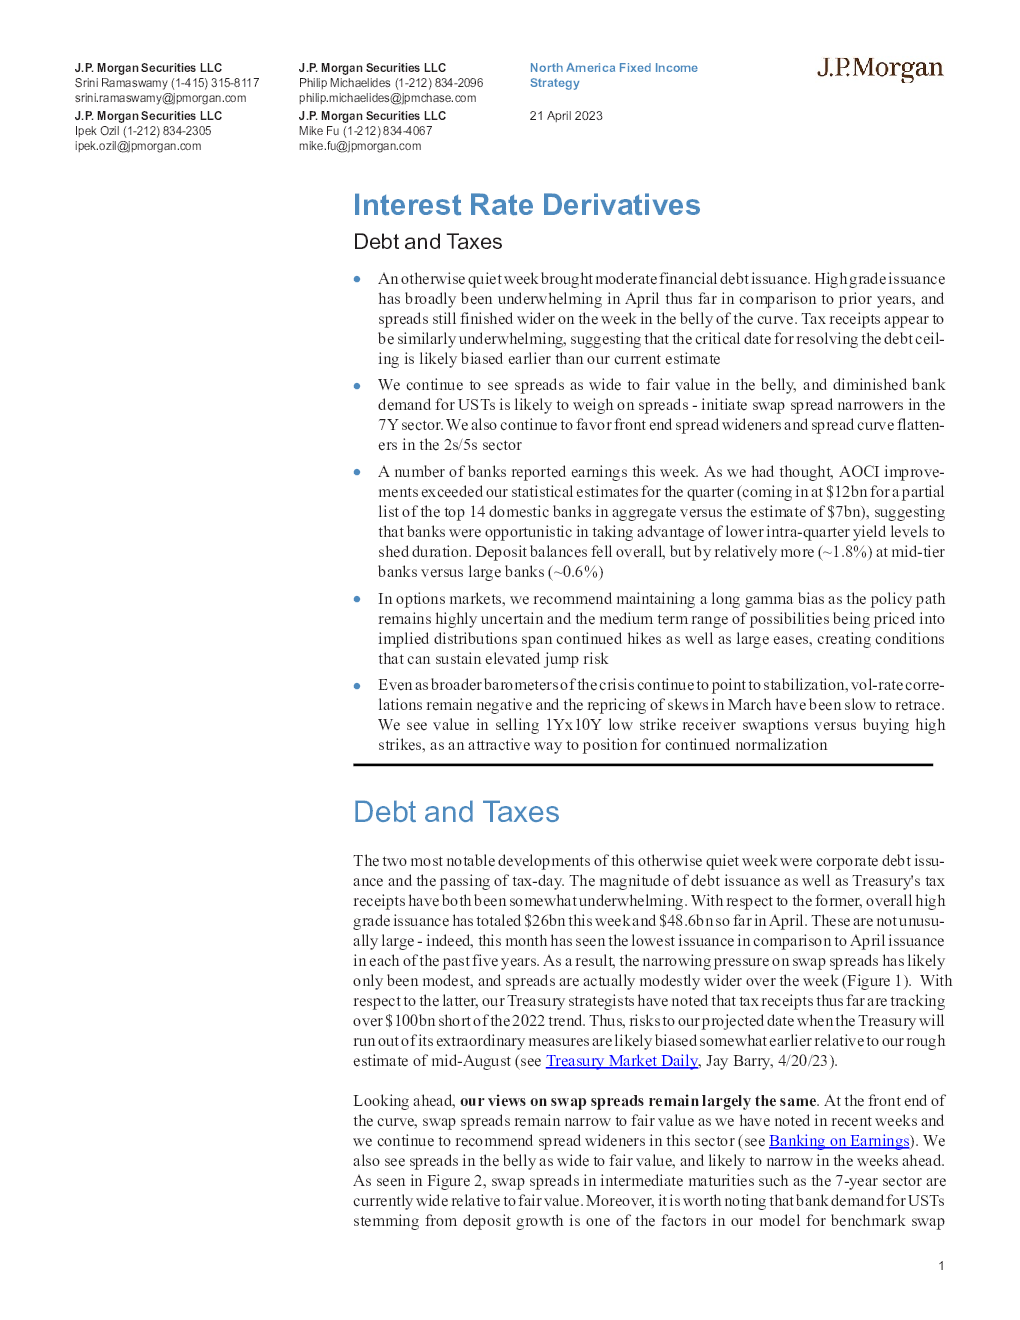 J.P. Morgan Securities LLC
Srini Ramaswamy (1-415) 315-8117
srini.ramaswamy@jpmorgan.com
J.P. Morgan Securities LLC
Ipek Ozil (1-212) 834-2305
ipek.ozil@jpmorgan.com
J.P. Morgan Securities LLC
Philip Michaelides (1-212) 834-2096
philip.michaelides@jpmchase.com
J.P. Morgan Securities LLC
Mike Fu (1-212) 834-4067
mike.fu@jpmorgan.com
North America Fixed Income
Strategy
21 April 2023
J.P.Morgan
Interest Rate Derivatives
Debt and Taxes
• An otherwise quiet week brought moderate financial debt issuance. High grade issuance
has broadly been underwhelming in April thus far in comparison to prior years, and
spreads still finished wider on the week in the belly of the curve. Tax receipts appear to
be similarly underwhelming, suggesting that the critical date for resolving the debt ceil-
ing is likely biased earlier than our current estimate
• We continue to see spreads as wide to fair value in the belly, and diminished bank
demand for USTs is likely to weigh on spreads - initiate swap spread narrowers in the
7Y sector. We also continue to favor front end spread wideners and spread curve flatten-
ers in the 2s/5s sector
• A number of banks reported earnings this week. As we had thought, AOCI improve-
ments exceeded our statistical estimates for the quarter (coming in at $12bn for a partial
list of the top 14 domestic banks in aggregate versus the estimate of $7bn), suggesting
that banks were opportunistic in taking advantage of lower intra-quarter yield levels to
shed duration. Deposit balances fell overall, but by relatively more (~1.8%) at mid-tier
banks versus large banks (~0.6%)
• In options markets, we recommend maintaining a long gamma bias as the policy path
remains highly uncertain and the medium term range of possibilities being priced into
implied distributions span continued hikes as well as large eases, creating conditions
that can sustain elevated jump risk
• Even as broader barometers of the crisis continue to point to stabilization, vol-rate corre-
lations remain negative and the repricing of skews in March have been slow to retrace.
We see value in selling 1Yx10Y low strike receiver swaptions versus buying high
strikes, as an attractive way to position for continued normalization
Debt and Taxes
The two most notable developments of this otherwise quiet week were corporate debt issu-
ance and the passing of tax-day. The magnitude of debt issuance as well as Treasury's tax
receipts have both been somewhat underwhelming. With respect to the former, overall high
grade issuance has totaled $26bn this week and $48.6bn so far in April. These are not unusu-
ally large - indeed, this month has seen the lowest issuance in comparison to April issuance
in each of the past five years. As a result, the narrowing pressure on swap spreads has likely
only been modest, and spreads are actually modestly wider over the week (Figure 1). With
respect to the latter, our Treasury strategists have noted that tax receipts thus far are tracking
over $100bn short of the 2022 trend. Thus, risks to our projected date when the Treasury will
run out of its extraordinary measures are likely biased somewhat earlier relative to our rough
estimate of mid-August (see Treasury Market Daily, Jay Barry, 4/20/23).
Looking ahead, our views on swap spreads remain largely the same. At the front end of
the curve, swap spreads remain narrow to fair value as we have noted in recent weeks and
we continue to recommend spread wideners in this sector (see Banking on Earnings). We
also see spreads in the belly as wide to fair value, and likely to narrow in the weeks ahead.
As seen in Figure 2, swap spreads in intermediate maturities such as the 7-year sector are
currently wide relative to fair value. Moreover, it is worth noting that bank demand for USTs
stemming from deposit growth is one of the factors in our model for benchmark swap
1